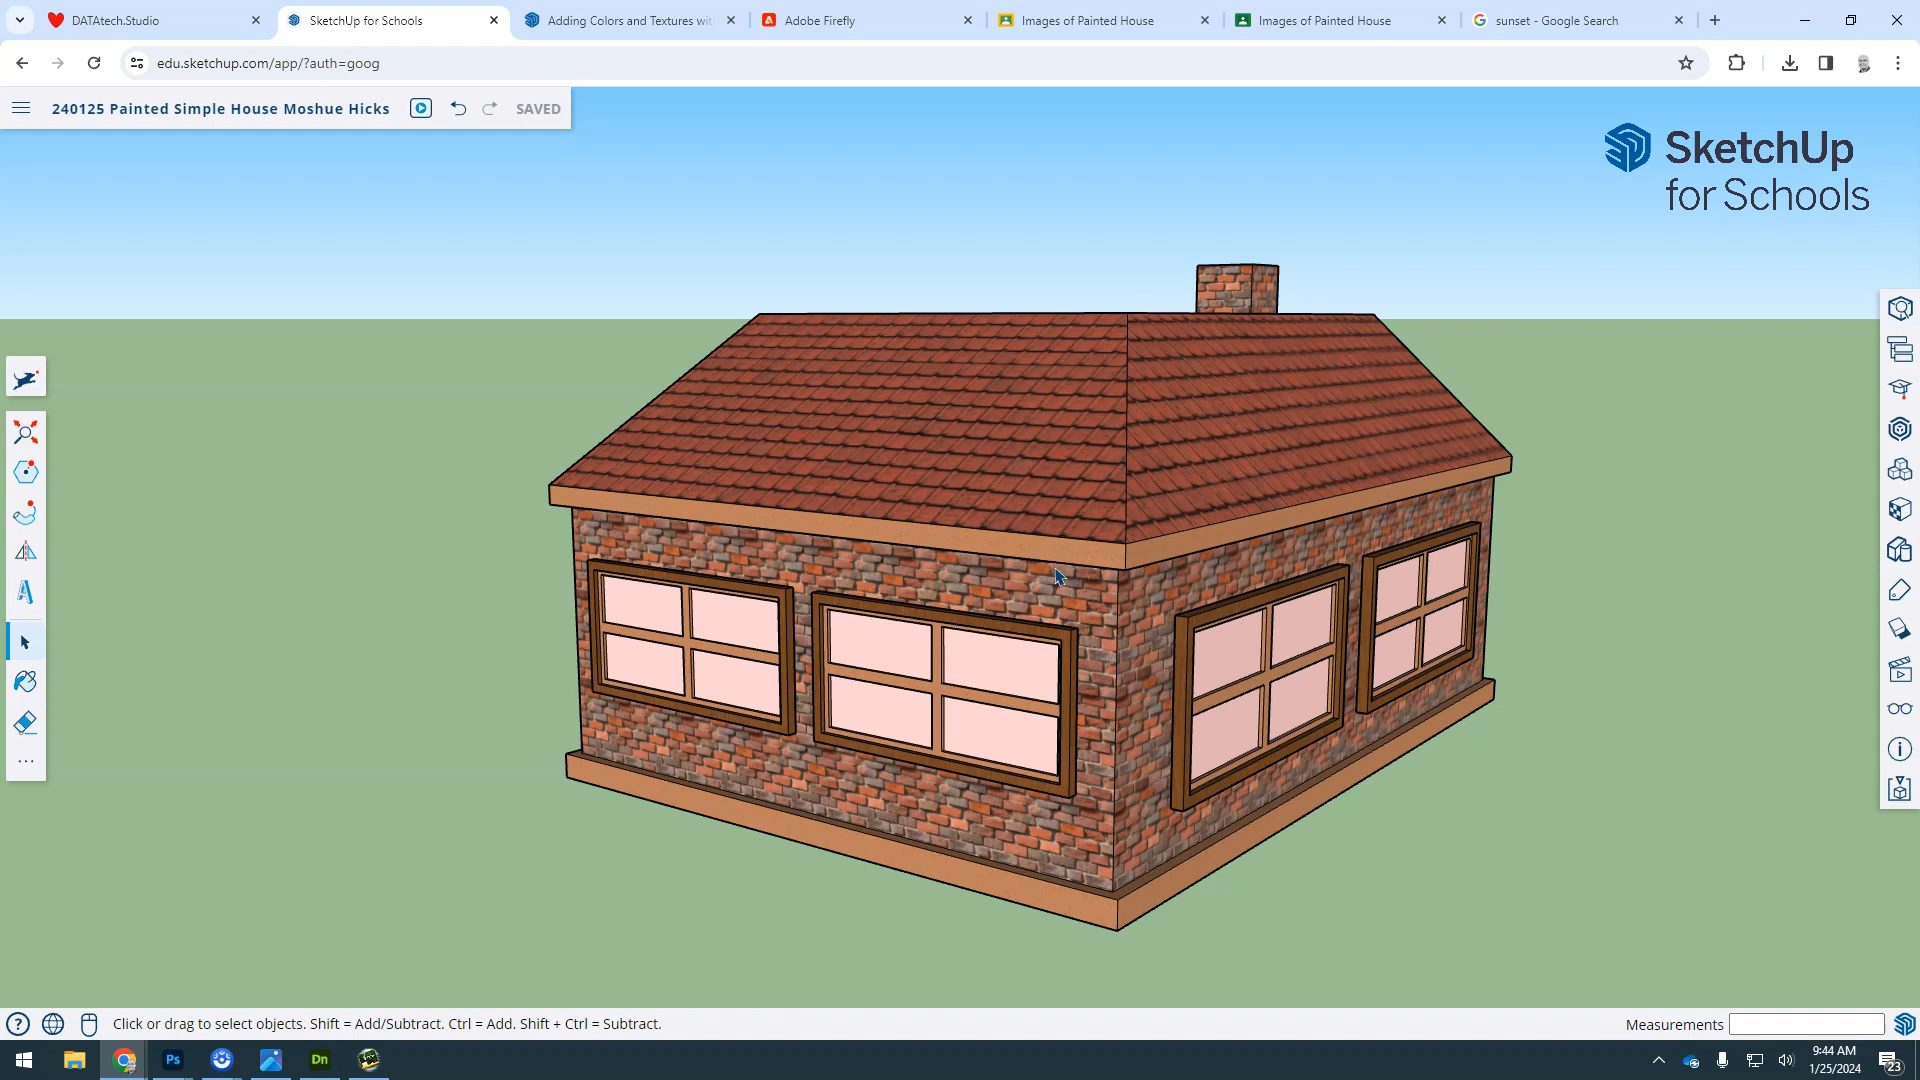 DATAtech.Studio
SketchUp for Schools
Adding Colors and Textures wit
Adobe Firefly
Images of Painted House
Images of Painted House
sunset - Google Search
edu.sketchup.com/app/?auth=goog
240125 Painted Simple House Moshue Hicks
SAVED
SketchUp
for Schools
Click or drag to select objects. Shift = Add/Subtract. Ctrl = Add. Shift + Ctrl = Subtract.
Measurements
Ps
Dn
9:44 AM
1/25/2024
23